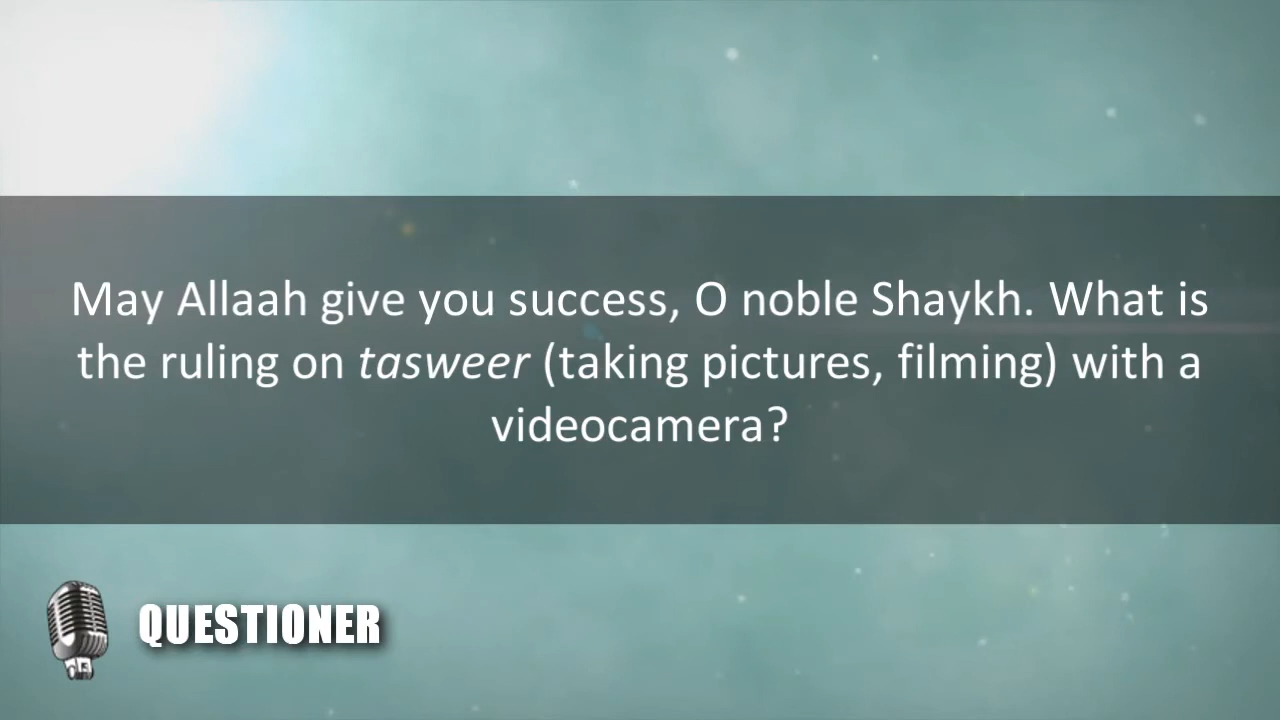 May Allaah give you success, O noble Shaykh. What is
the ruling on tasweer (taking pictures, filming) with a
videocamera?
QUESTIONER